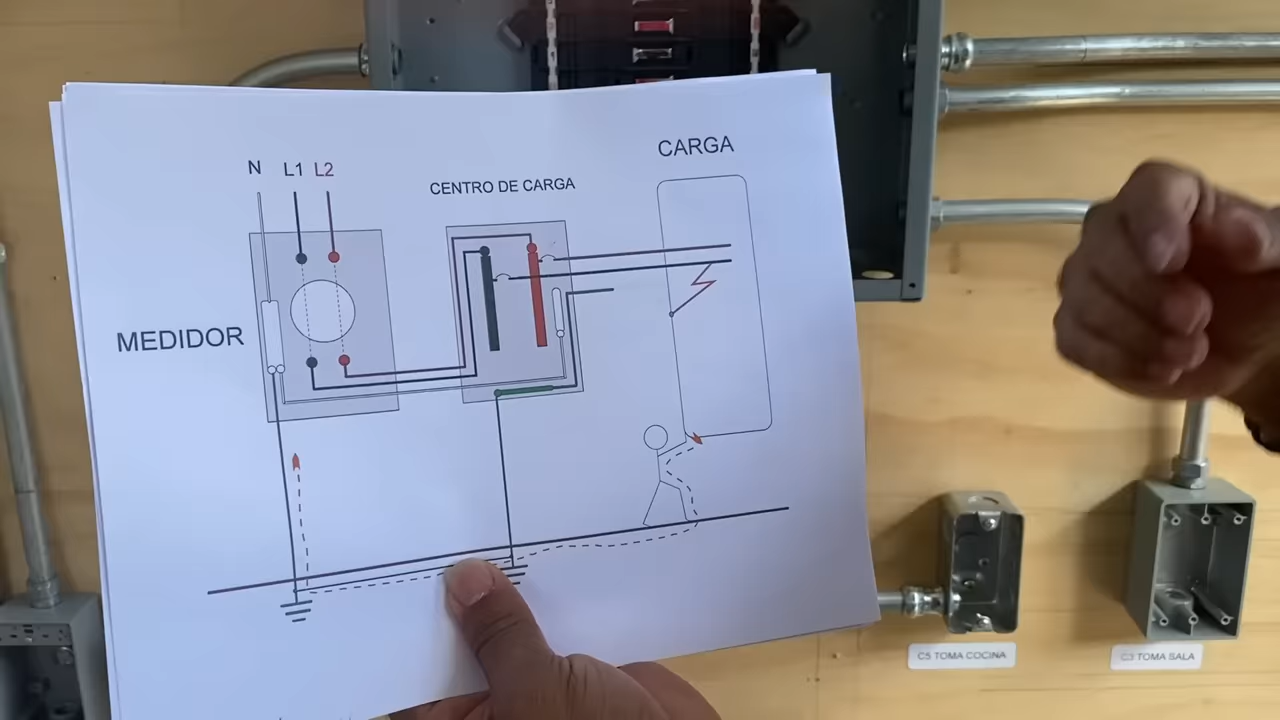 N L1 L2
CARGA
CENTRO DE CARGA
MEDIDOR
C5 TOMA COCINA
C3 TOMA SALA